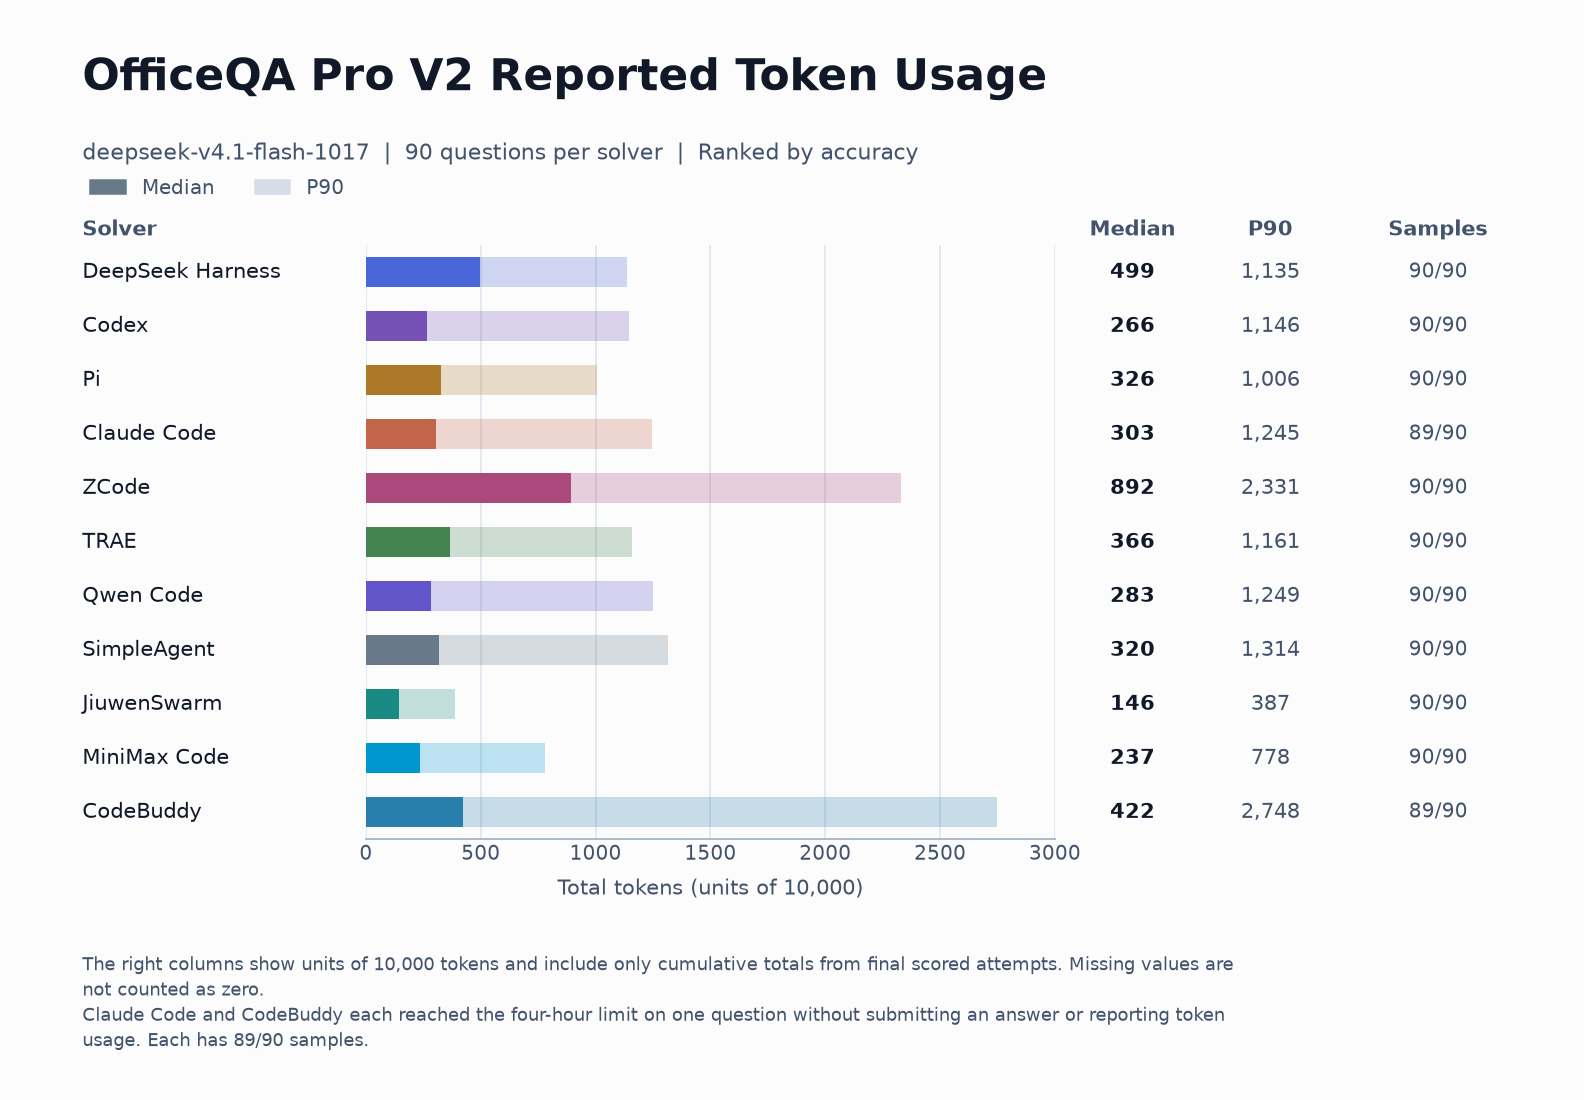 OfficeQA Pro V2 Reported Token Usage
deepseek-v4.1-flash-1017 | 90 questions per solver | Ranked by accuracy
Median P90
Solver Median P90 Samples
DeepSeek Harness 499 1,135 90/90
Codex 266 1,146 90/90
Pi 326 1,006 90/90
Claude Code 303 1,245 89/90
ZCode 892 2,331 90/90
TRAE 366 1,161 90/90
Qwen Code 283 1,249 90/90
SimpleAgent 320 1,314 90/90
JiuwenSwarm 146 387 90/90
MiniMax Code 237 778 90/90
CodeBuddy 422 2,748 89/90
0 500 1000 1500 2000 2500 3000
Total tokens (units of 10,000)
The right columns show units of 10,000 tokens and include only cumulative totals from final scored attempts. Missing values are
not counted as zero.
Claude Code and CodeBuddy each reached the four-hour limit on one question without submitting an answer or reporting token
usage. Each has 89/90 samples.